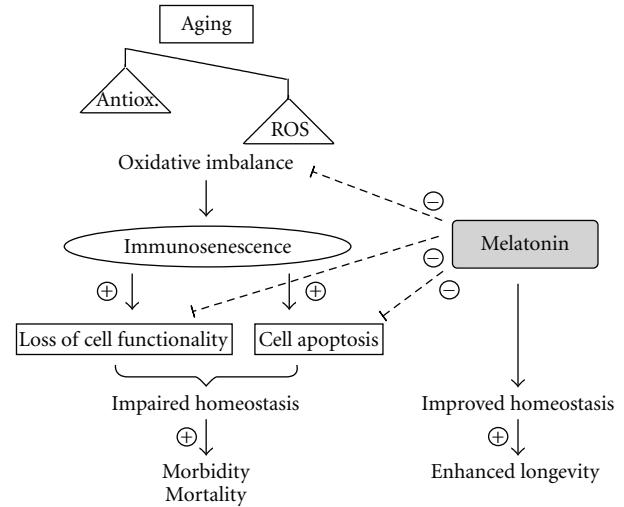 Aging
Antiox.
ROS
Oxidative imbalance
−
Immunosenescence
Melatonin
−
+
+
−
Loss of cell functionality
Cell apoptosis
Impaired homeostasis
Improved homeostasis
+
+
Morbidity
Mortality
Enhanced longevity